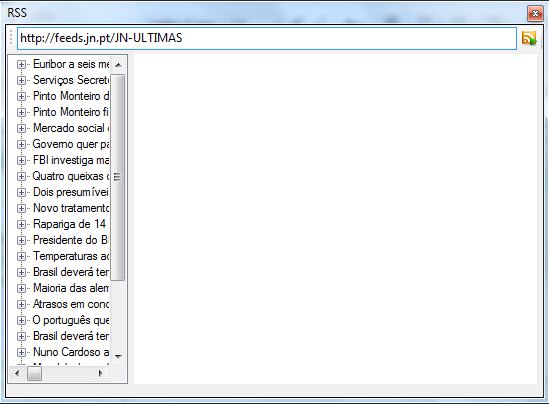 RSS
http://feeds.jn.pt/JN-ULTIMAS
Euribor a seis me
Serviços Secrete
Pinto Monteiro d
Pinto Monteiro fi
Mercado social
Governo quer pa
FBI investiga ma
Quatro queixas
Dois presumívei
Novo tratamento
Rapariga de 14
Presidente do B
Temperaturas ac
Brasil deverá ter
Maioria das alem
Atrasos em conc
O português que
Brasil deverá ter
Nuno Cardoso a